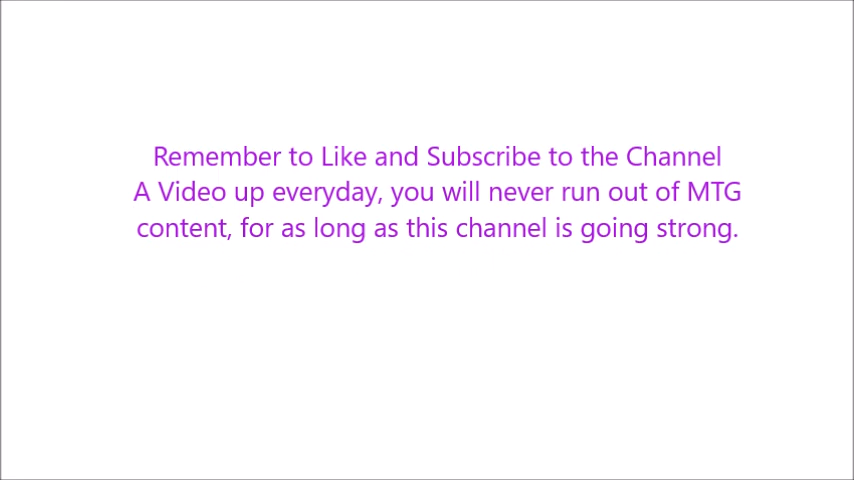 Remember to Like and Subscribe to the Channel
A Video up everyday, you will never run out of MTG
content, for as long as this channel is going strong.